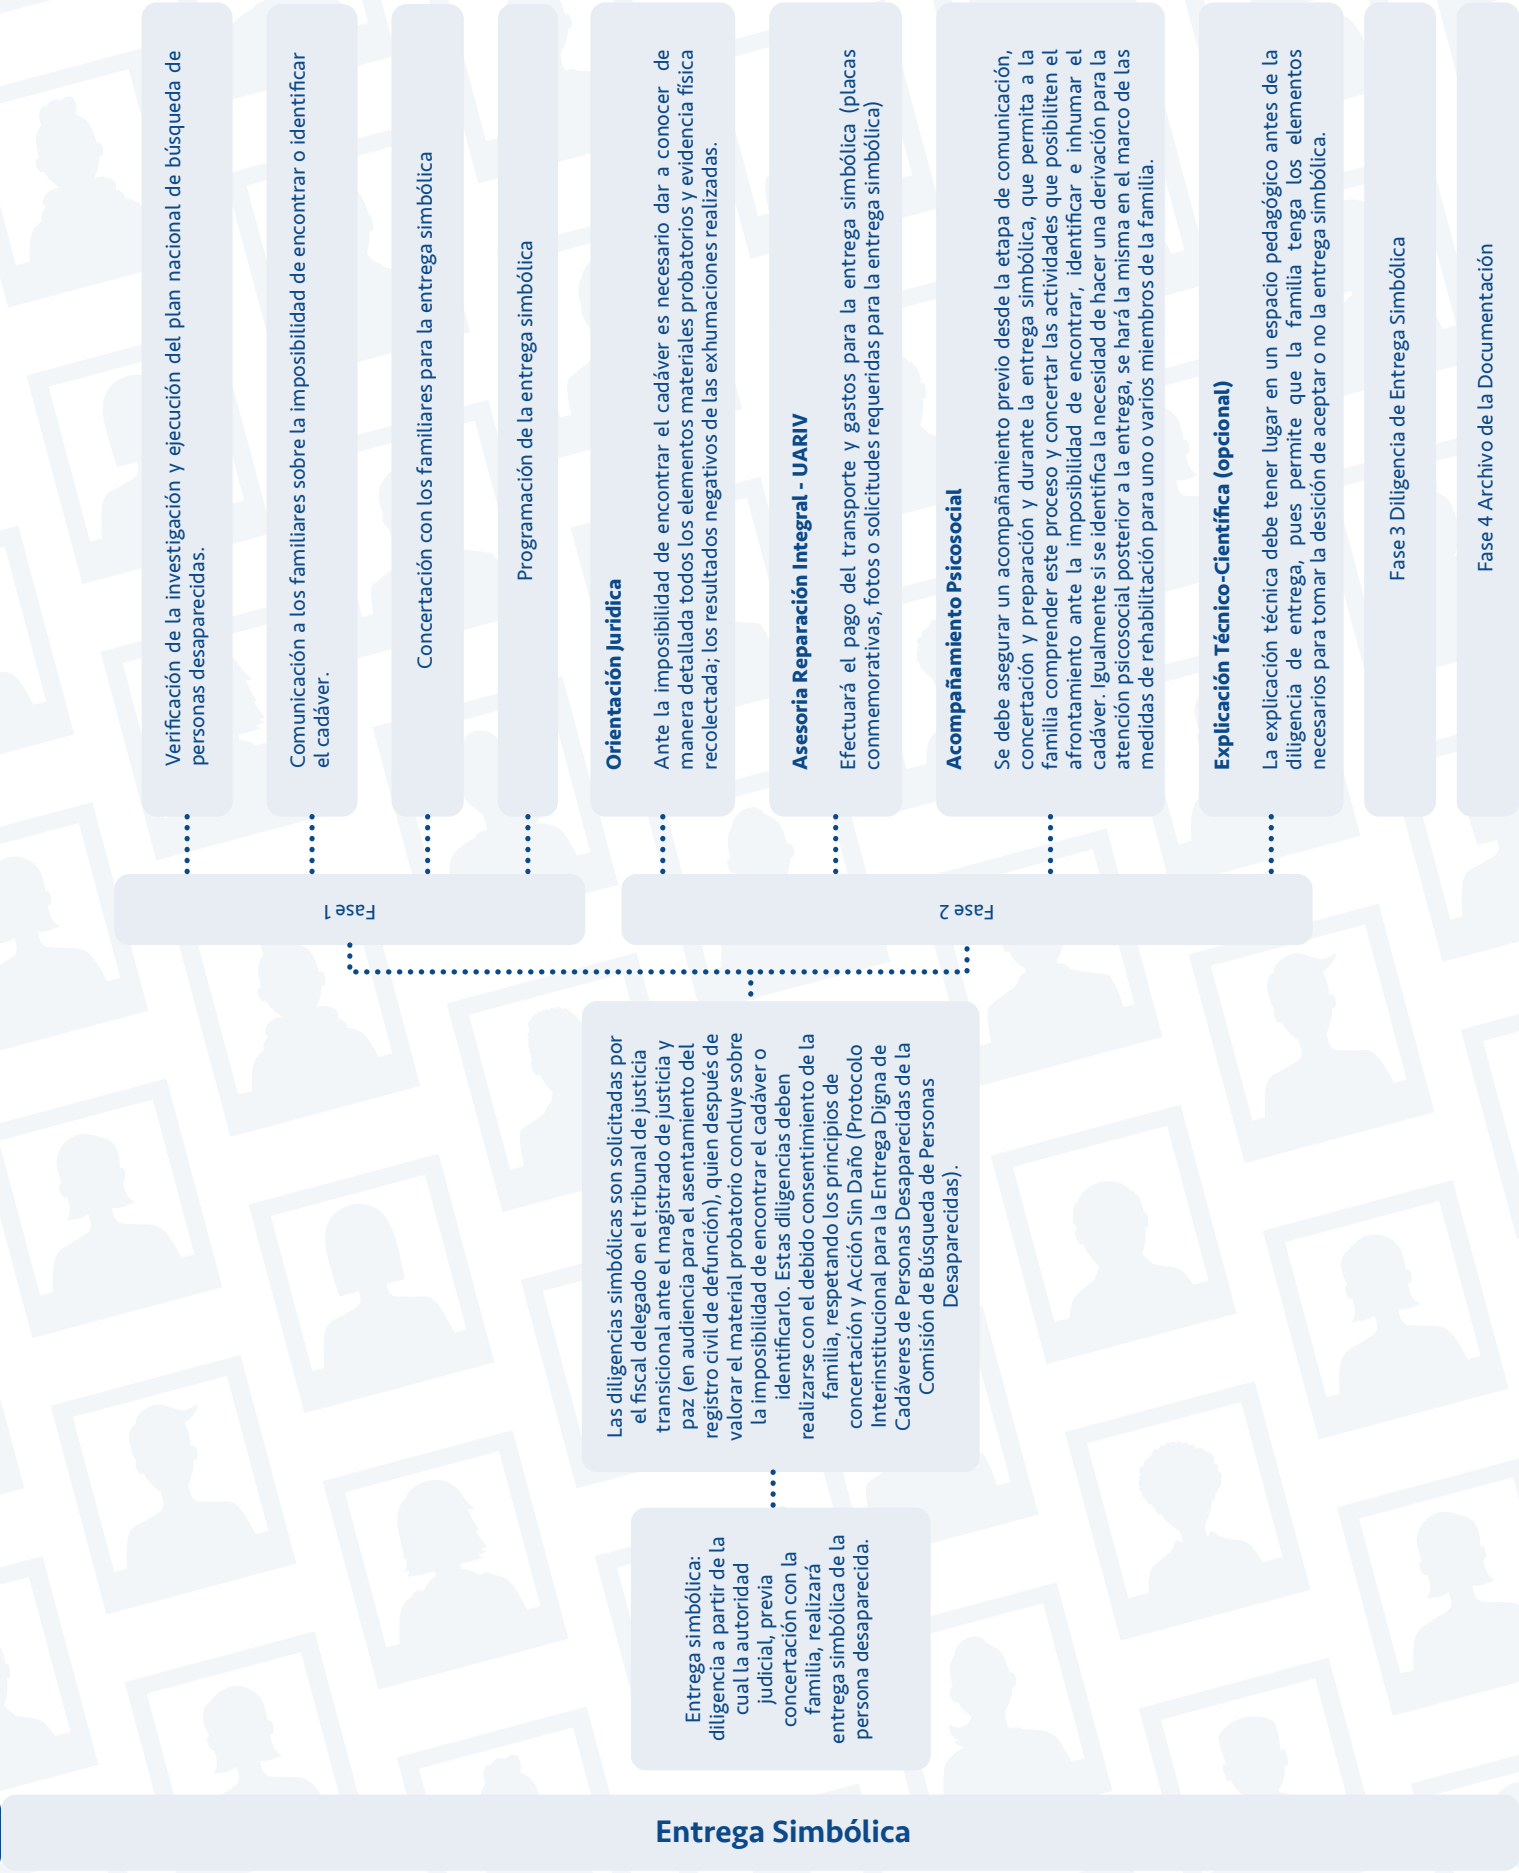 Entrega Simbólica
Entrega simbólica:
diligencia a partir de la
cual la autoridad
judicial, previa
concertación con la
familia, realizará
entrega simbólica de la
persona desaparecida.
Las diligencias simbólicas son solicitadas por
el fiscal delegado en el tribunal de justicia
transicional ante el magistrado de justicia y
paz (en audiencia para el asentamiento del
registro civil de defunción), quien después de
valorar el material probatorio concluye sobre
la imposibilidad de encontrar el cadáver o
identificarlo. Estas diligencias deben
realizarse con el debido consentimiento de la
familia, respetando los principios de
concertación y Acción Sin Daño (Protocolo
Interinstitucional para la Entrega Digna de
Cadáveres de Personas Desaparecidas de la
Comisión de Búsqueda de Personas
Desaparecidas).
Fase 1
Verificación de la investigación y ejecución del plan nacional de búsqueda de
personas desaparecidas.
Comunicación a los familiares sobre la imposibilidad de encontrar o identificar
el cadáver.
Concertación con los familiares para la entrega simbólica
Programación de la entrega simbólica
Fase 2
Orientación Juridica
Ante la imposibilidad de encontrar el cadáver es necesario dar a conocer de
manera detallada todos los elementos materiales probatorios y evidencia física
recolectada; los resultados negativos de las exhumaciones realizadas.
Asesoria Reparación Integral - UARIV
Efectuará el pago del transporte y gastos para la entrega simbólica (placas
conmemorativas, fotos o solicitudes requeridas para la entrega simbólica)
Acompañamiento Psicosocial
Se debe asegurar un acompañamiento previo desde la etapa de comunicación,
concertación y preparación y durante la entrega simbólica, que permita a la
familia comprender este proceso y concertar las actividades que posibiliten el
afrontamiento ante la imposibilidad de encontrar, identificar e inhumar el
cadáver. Igualmente si se identifica la necesidad de hacer una derivación para la
atención psicosocial posterior a la entrega, se hará la misma en el marco de las
medidas de rehabilitación para uno o varios miembros de la familia.
Explicación Técnico-Científica (opcional)
La explicación técnica debe tener lugar en un espacio pedagógico antes de la
diligencia de entrega, pues permite que la familia tenga los elementos
necesarios para tomar la desición de aceptar o no la entrega simbólica.
Fase 3 Diligencia de Entrega Simbólica
Fase 4 Archivo de la Documentación